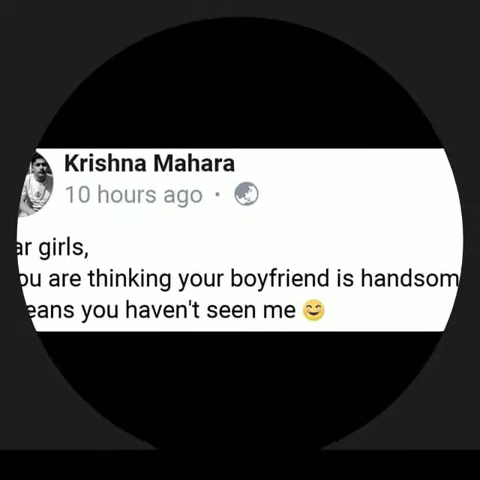 Krishna Mahara
10 hours ago ·
ar girls,
ou are thinking your boyfriend is handsom
eans you haven't seen me 😊